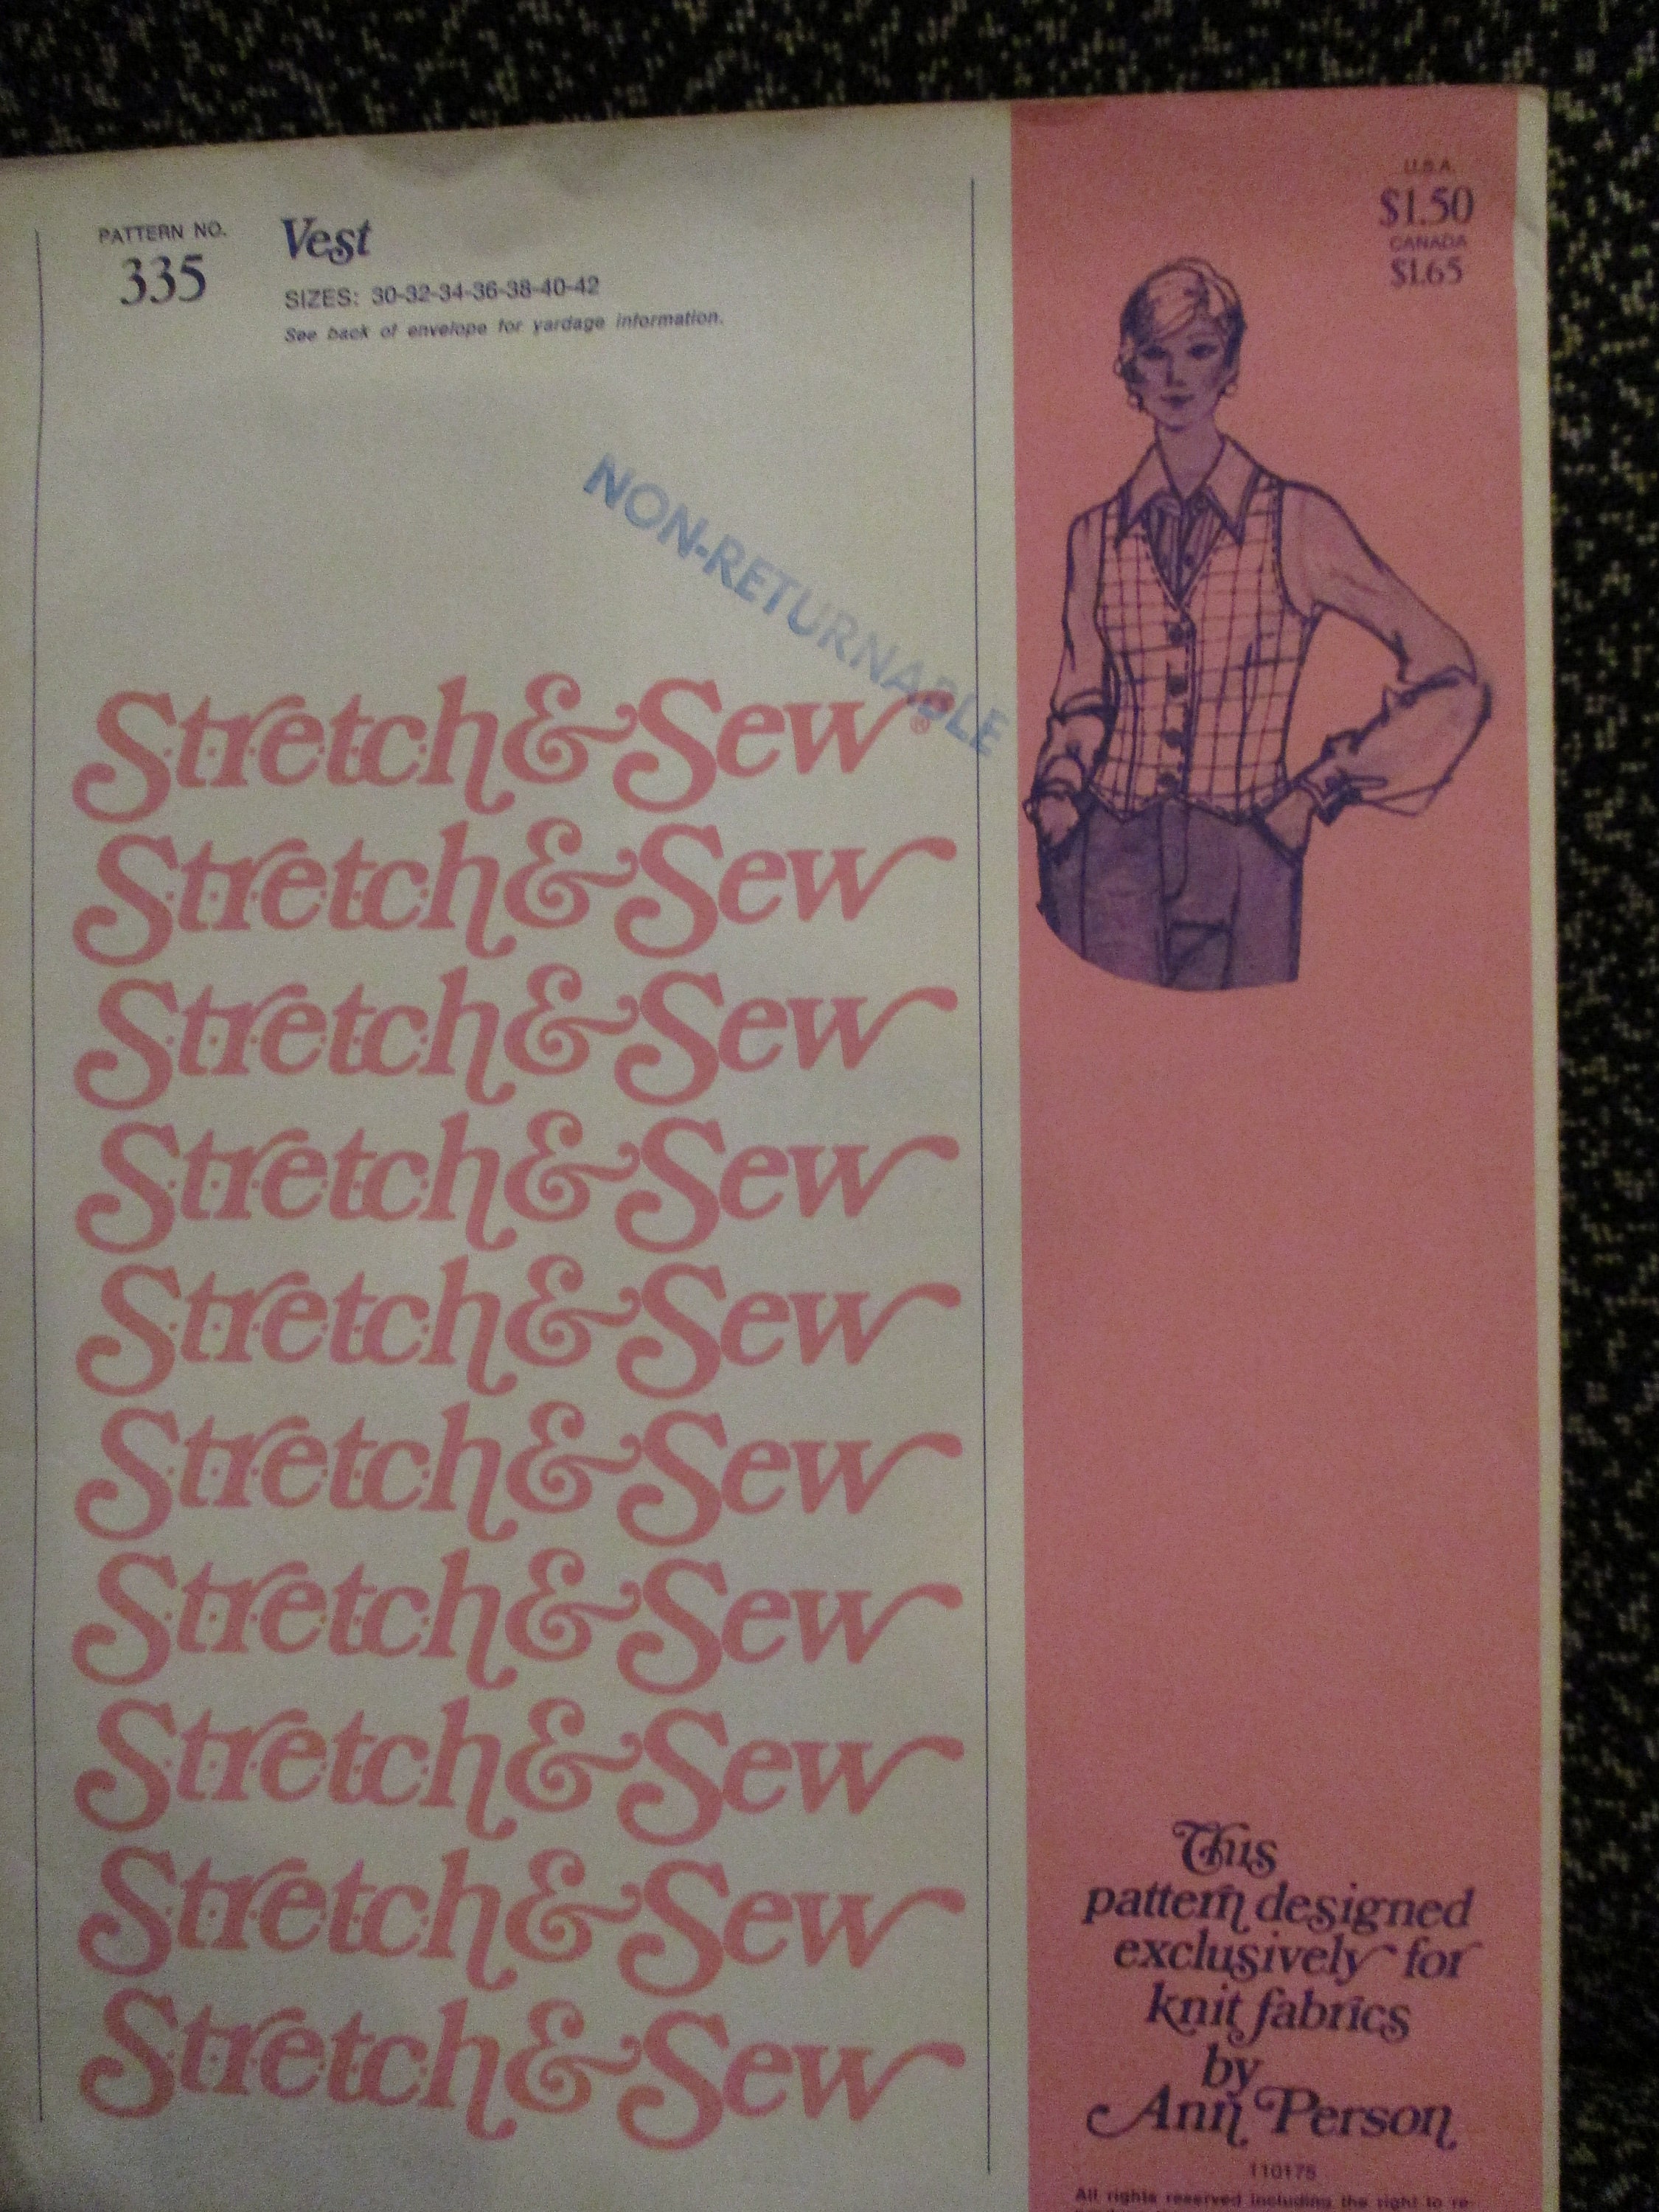 PATTERN NO.
335
Vest
SIZES: 30-32-34-36-38-40-42
See back of envelope for yardage information.
U.S.A.
$1.50
CANADA
$1.65
NON-RETURNABLE
Stretch & Sew®
Stretch & Sew
Stretch & Sew
Stretch & Sew
Stretch & Sew
Stretch & Sew
Stretch & Sew
Stretch & Sew
Stretch & Sew
Stretch & Sew
This
pattern designed
exclusively for
knit fabrics
by
Ann Person
110175
All rights reserved including the right to re-